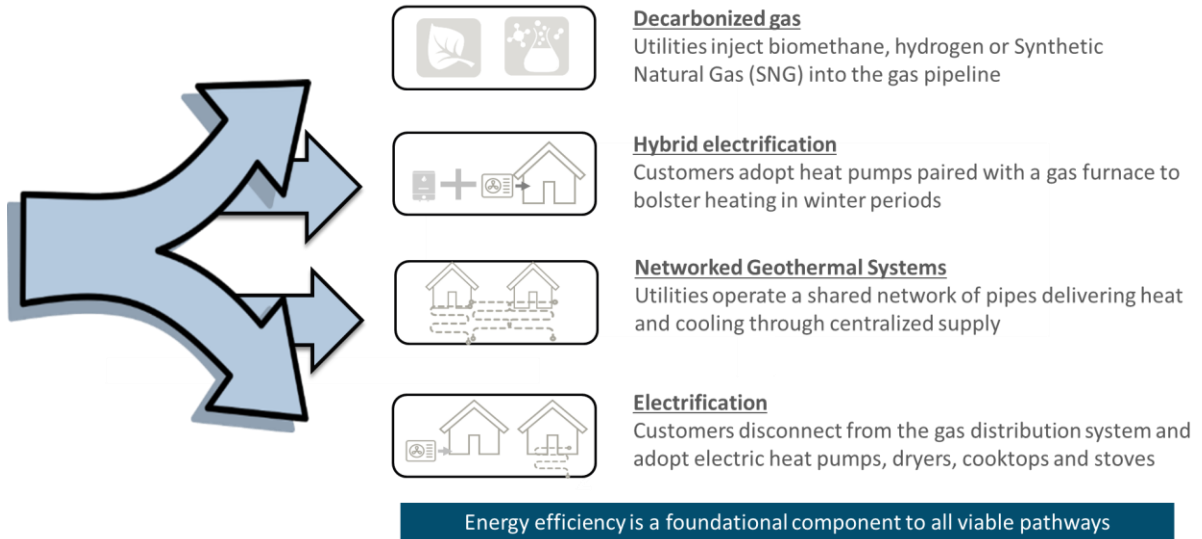 Decarbonized gas
Utilities inject biomethane, hydrogen or Synthetic
Natural Gas (SNG) into the gas pipeline
Hybrid electrification
Customers adopt heat pumps paired with a gas furnace to
bolster heating in winter periods
Networked Geothermal Systems
Utilities operate a shared network of pipes delivering heat
and cooling through centralized supply
Electrification
Customers disconnect from the gas distribution system and
adopt electric heat pumps, dryers, cooktops and stoves
Energy efficiency is a foundational component to all viable pathways